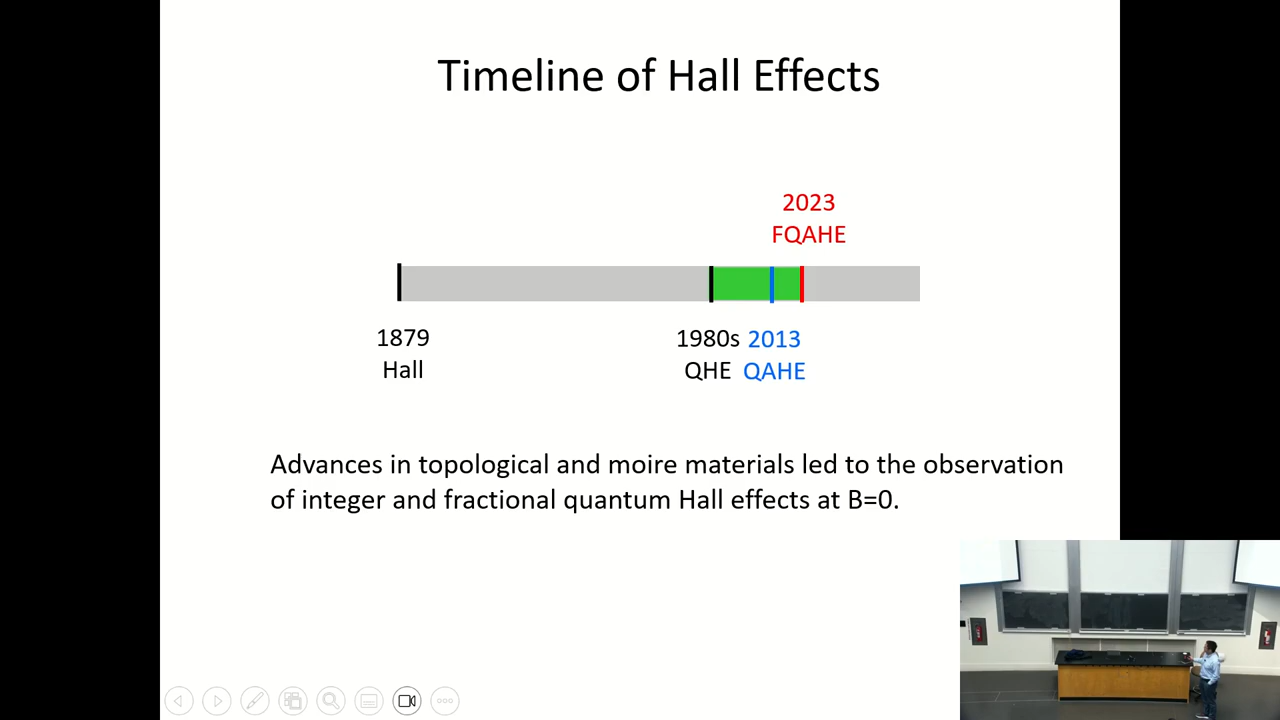 Timeline of Hall Effects
2023
FQAHE
1879
Hall
1980s
QHE
2013
QAHE
Advances in topological and moire materials led to the observation
of integer and fractional quantum Hall effects at B=0.